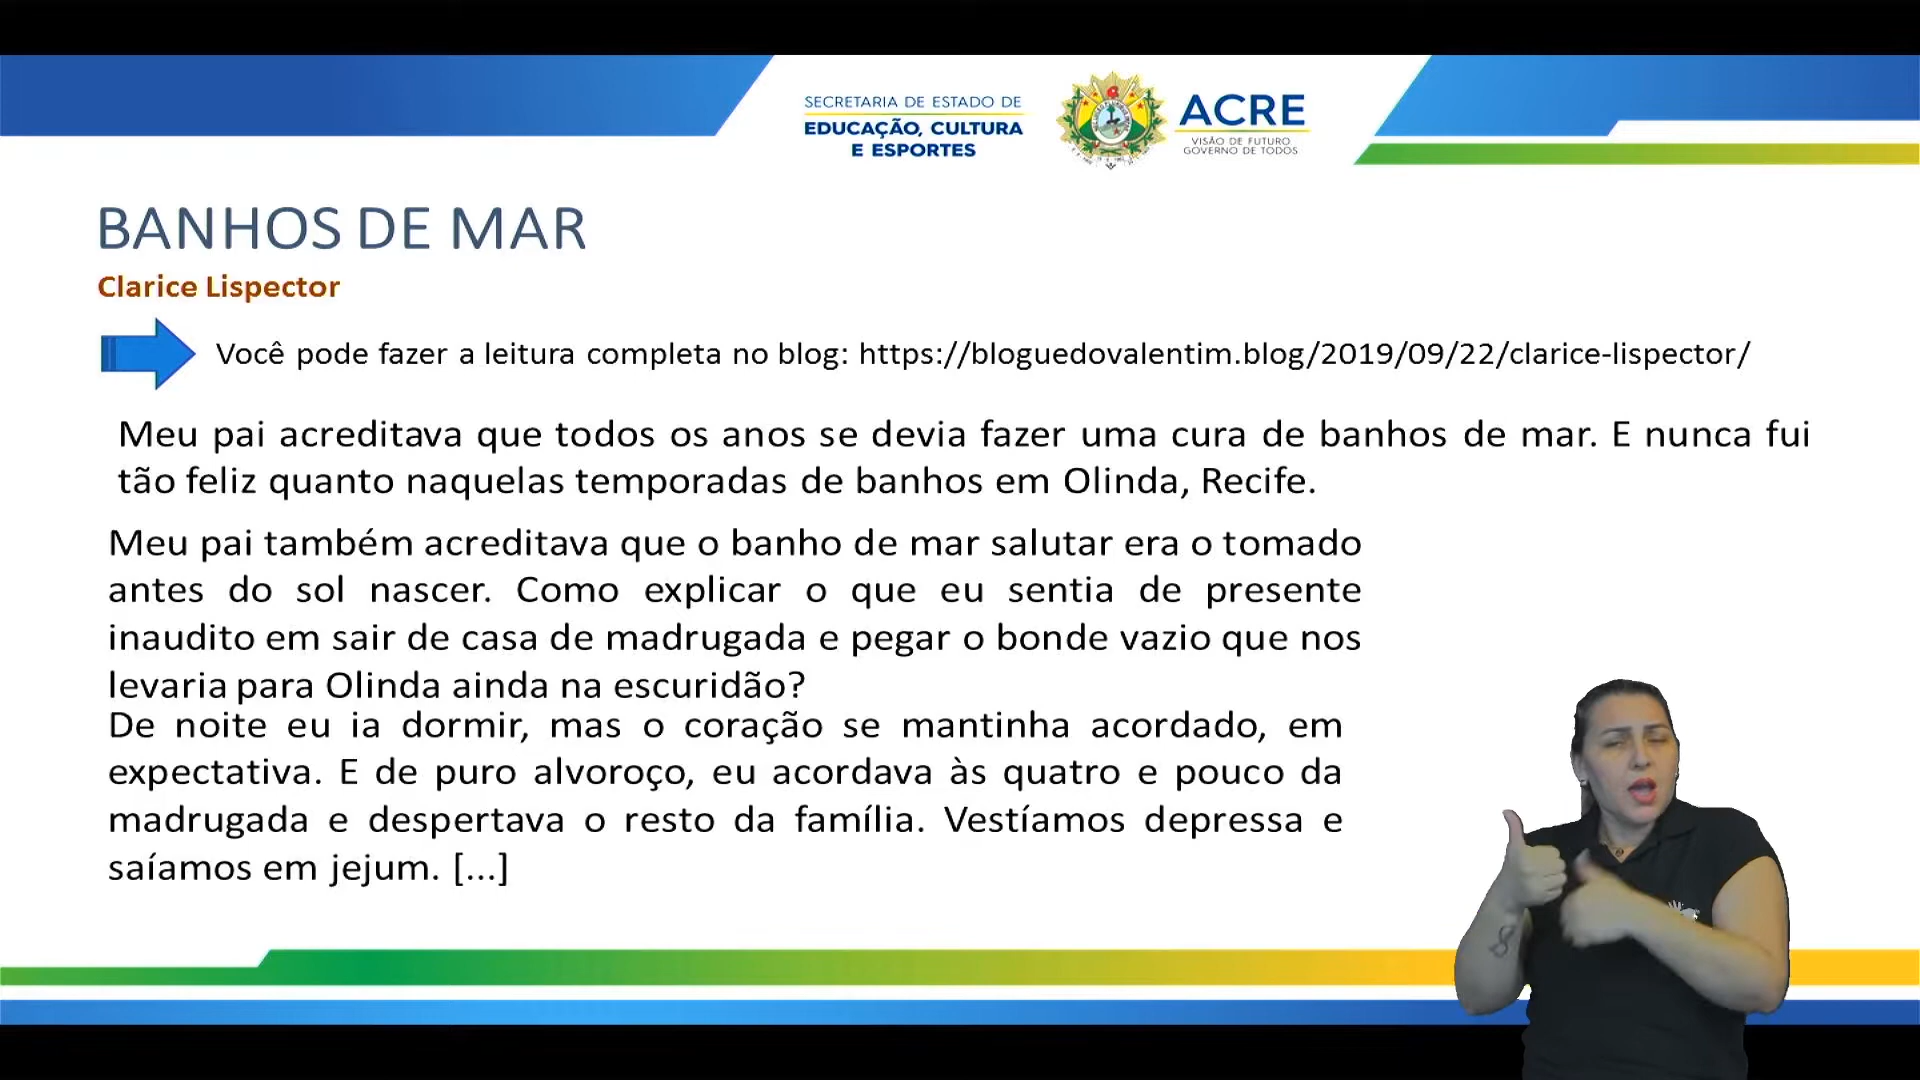 SECRETARIA DE ESTADO DE
EDUCAÇÃO, CULTURA
E ESPORTES
ACRE
VISÃO DE FUTURO
GOVERNO DE TODOS
BANHOS DE MAR
Clarice Lispector
Você pode fazer a leitura completa no blog: https://bloguedovalentim.blog/2019/09/22/clarice-lispector/
Meu pai acreditava que todos os anos se devia fazer uma cura de banhos de mar. E nunca fui
tão feliz quanto naquelas temporadas de banhos em Olinda, Recife.
Meu pai também acreditava que o banho de mar salutar era o tomado
antes do sol nascer. Como explicar o que eu sentia de presente
inaudito em sair de casa de madrugada e pegar o bonde vazio que nos
levaria para Olinda ainda na escuridão?
De noite eu ia dormir, mas o coração se mantinha acordado, em
expectativa. E de puro alvoroço, eu acordava às quatro e pouco da
madrugada e despertava o resto da família. Vestíamos depressa e
saíamos em jejum. [...]